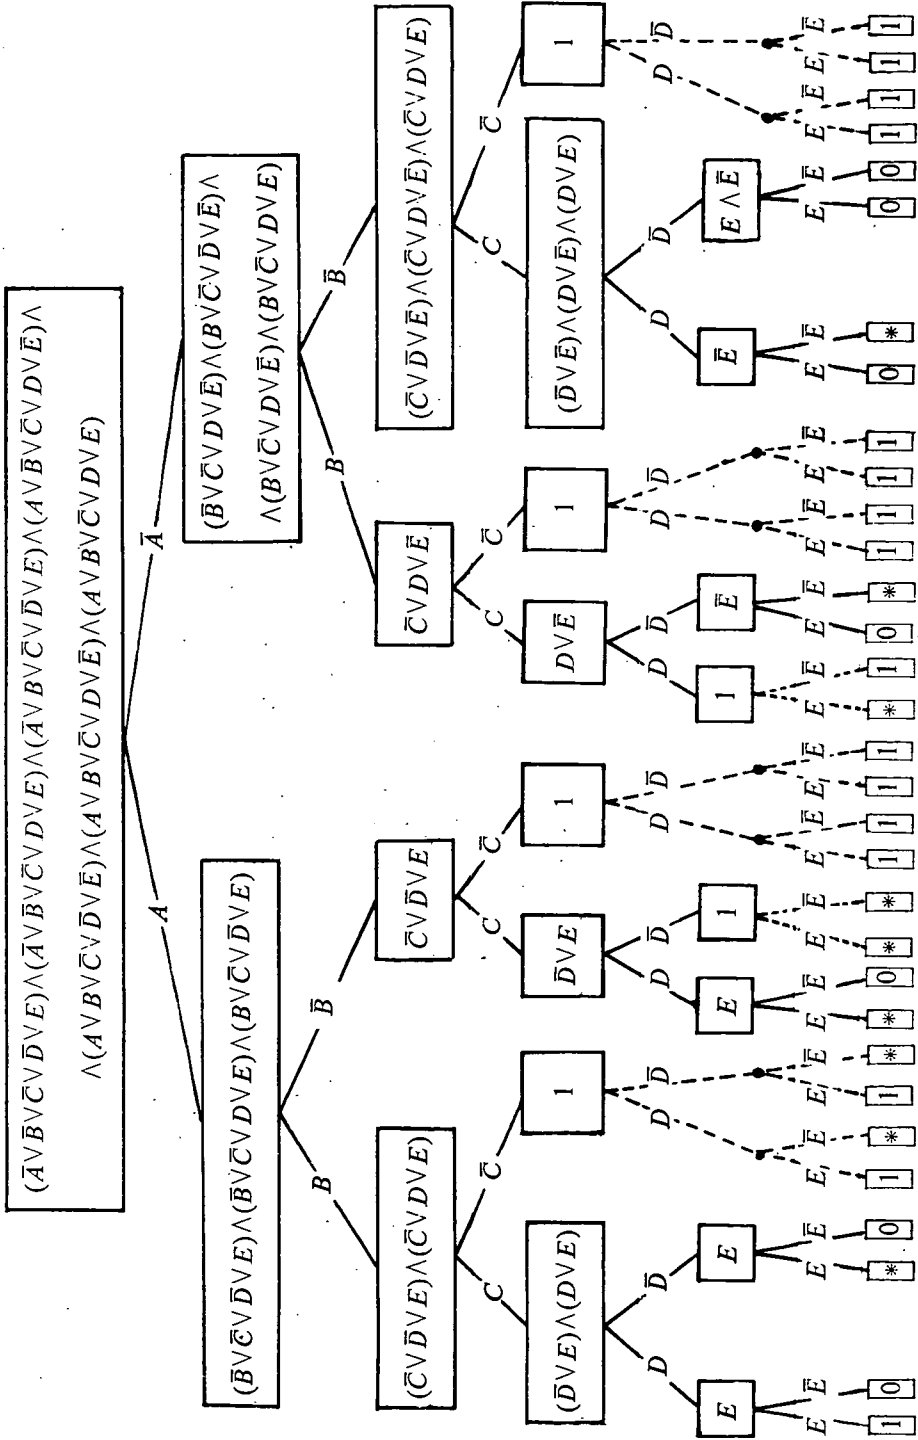 (A̅∨B̅∨C̅∨D̅∨E)∧(A̅∨B̅∨C̅∨D∨E)∧(A̅∨B∨C̅∨D̅∨E)∧(A∨B̅∨C̅∨D∨E̅)∧
∧(A∨B∨C̅∨D̅∨E̅)∧(A∨B∨C̅∨D∨E̅)∧(A∨B∨C̅∨D∨E)
A A̅
(B̅∨C̅∨D̅∨E)∧(B̅∨C̅∨D∨E)∧(B∨C̅∨D̅∨E)
(B̅∨C̅∨D∨E̅)∧(B∨C̅∨D̅∨E̅)∧
∧(B∨C̅∨D∨E̅)∧(B∨C̅∨D∨E)
B B̅ B B̅
(C̅∨D̅∨E)∧(C̅∨D∨E) C̅∨D̅∨E C̅∨D∨E̅ (C̅∨D̅∨E̅)∧(C̅∨D∨E̅)∧(C̅∨D∨E)
C C̅ C C̅ C C̅ C C̅
(D̅∨E)∧(D∨E) 1 D̅∨E 1 D∨E̅ 1 (D̅∨E̅)∧(D∨E̅)∧(D∨E) 1
D D̅ D D̅ D D̅ D D̅ D D̅ D D̅ D D̅ D D̅
E E E 1 1 E̅ E̅ E∧E̅
E E̅ E E̅ E E̅ E E̅ E E̅ E E̅ E E̅ E E̅ E E̅ E E̅ E E̅ E E̅ E E̅ E E̅ E E̅ E E̅
1 0 * 0 1 * 1 * * 0 * * 1 1 1 1 * 1 0 * 1 1 1 1 0 * 0 0 1 1 1 1